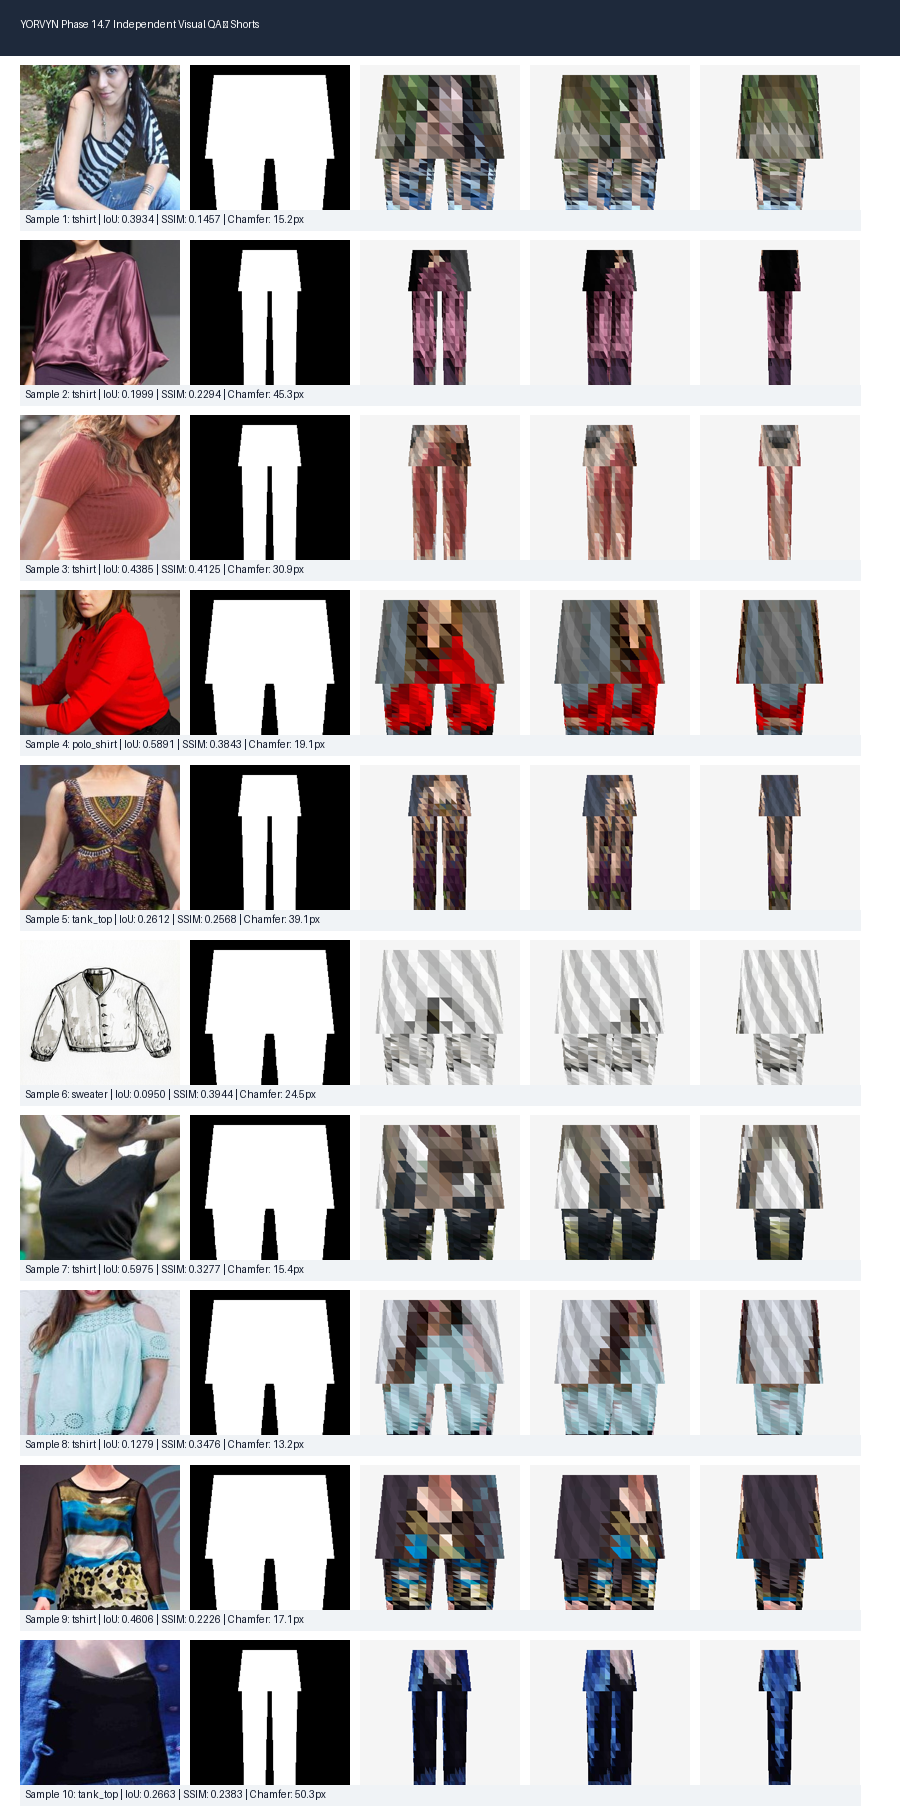 YORVYN Phase 14.7 Independent Visual QA▯ Shorts
Sample 1: tshirt | IoU: 0.3934 | SSIM: 0.1457 | Chamfer: 15.2px
Sample 2: tshirt | IoU: 0.1999 | SSIM: 0.2294 | Chamfer: 45.3px
Sample 3: tshirt | IoU: 0.4385 | SSIM: 0.4125 | Chamfer: 30.9px
Sample 4: polo_shirt | IoU: 0.5891 | SSIM: 0.3843 | Chamfer: 19.1px
Sample 5: tank_top | IoU: 0.2612 | SSIM: 0.2568 | Chamfer: 39.1px
Sample 6: sweater | IoU: 0.0950 | SSIM: 0.3944 | Chamfer: 24.5px
Sample 7: tshirt | IoU: 0.5975 | SSIM: 0.3277 | Chamfer: 15.4px
Sample 8: tshirt | IoU: 0.1279 | SSIM: 0.3476 | Chamfer: 13.2px
Sample 9: tshirt | IoU: 0.4606 | SSIM: 0.2226 | Chamfer: 17.1px
Sample 10: tank_top | IoU: 0.2663 | SSIM: 0.2383 | Chamfer: 50.3px